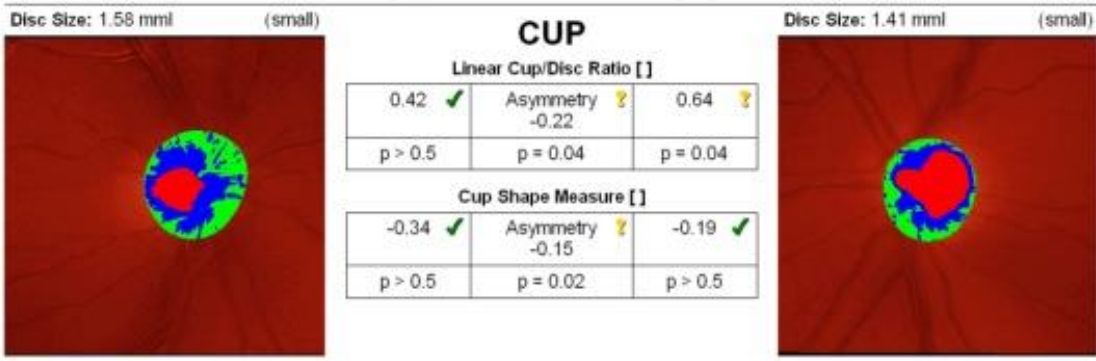 Disc Size: 1.58 mml (small)
CUP
Disc Size: 1.41 mml (small)
Linear Cup/Disc Ratio [ ]
0.42 ✔ Asymmetry ? 0.64 ?
-0.22
p > 0.5 p = 0.04 p = 0.04
Cup Shape Measure [ ]
-0.34 ✔ Asymmetry ? -0.19 ✔
-0.15
p > 0.5 p = 0.02 p > 0.5